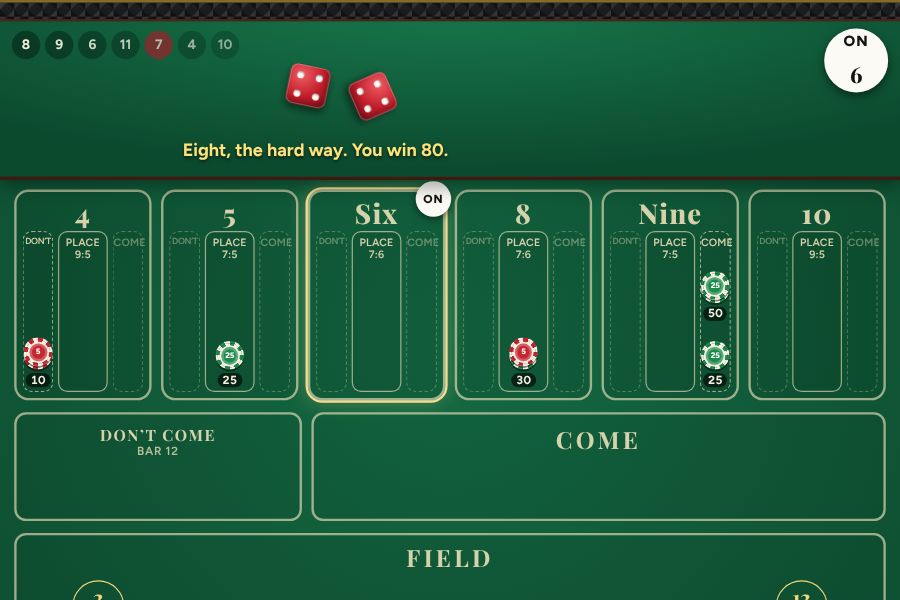 8 9 6 11 7 4 10
ON
6
Eight, the hard way. You win 80.
ON
4
DON'T
PLACE
9:5
COME
5
10
5
DON'T
PLACE
7:5
COME
25
25
Six
DON'T
PLACE
7:6
COME
8
DON'T
PLACE
7:6
COME
5
30
Nine
DON'T
PLACE
7:5
COME
25
50
25
25
10
DON'T
PLACE
9:5
COME
DON'T COME
BAR 12
COME
FIELD